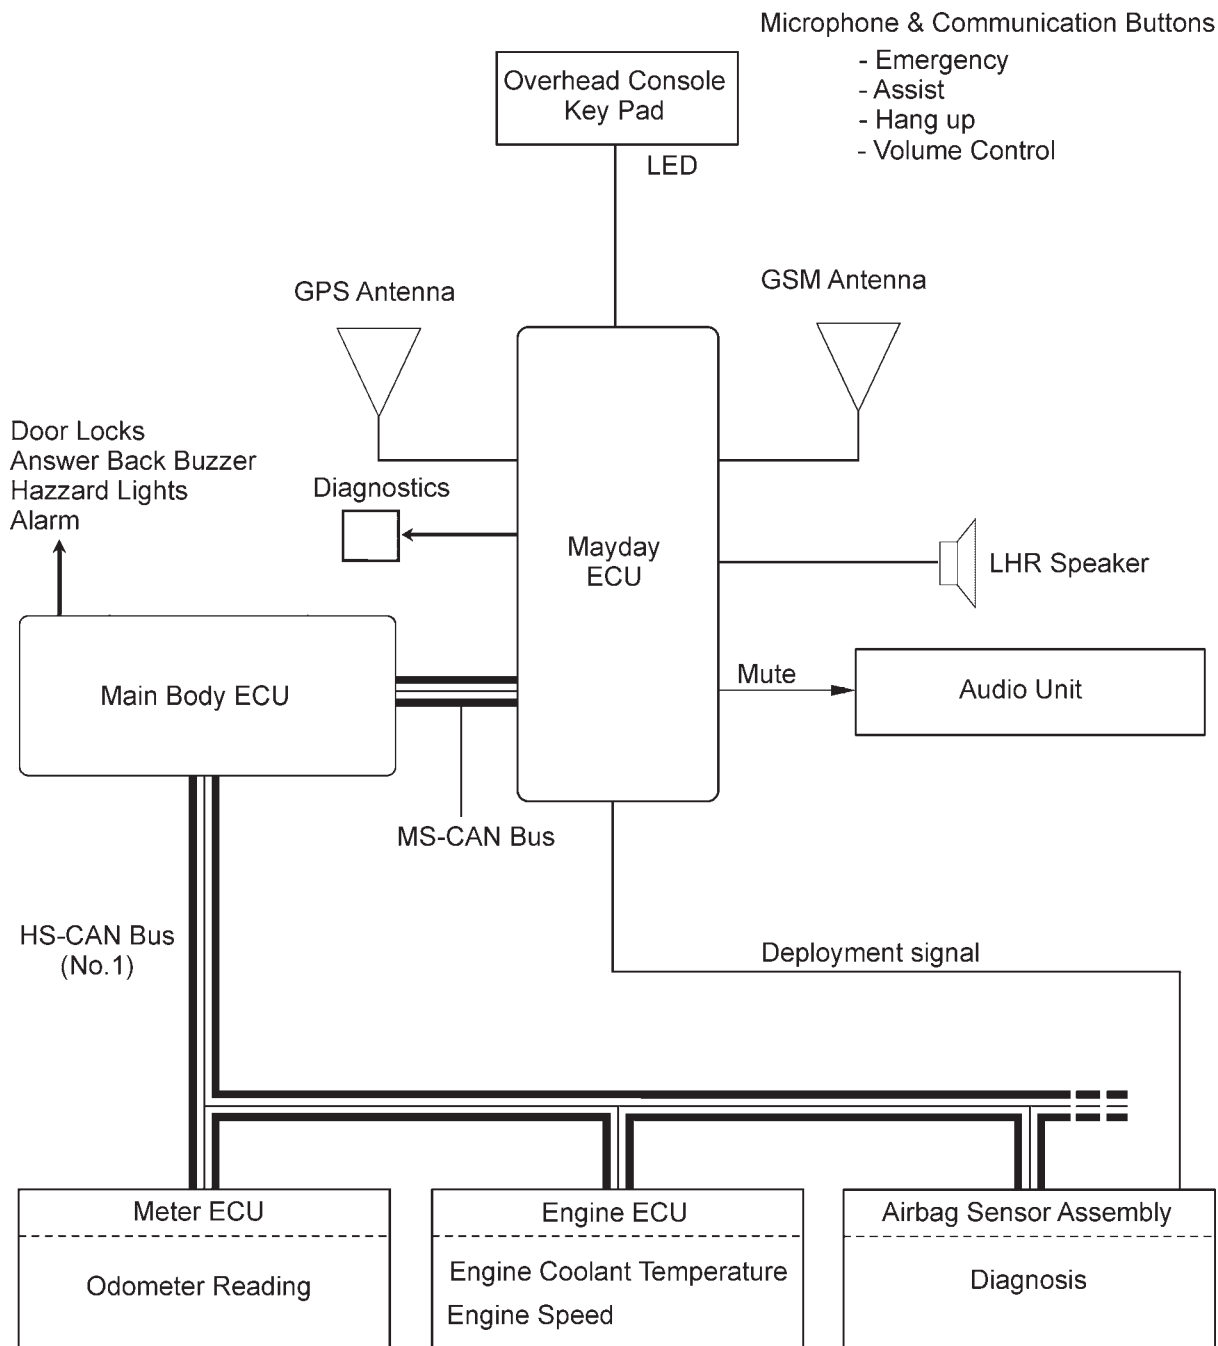 Microphone & Communication Buttons
- Emergency
- Assist
- Hang up
- Volume Control
Overhead Console
Key Pad
LED
GPS Antenna
GSM Antenna
Door Locks
Answer Back Buzzer
Hazzard Lights
Alarm
Diagnostics
Mayday
ECU
LHR Speaker
Main Body ECU
Mute
Audio Unit
MS-CAN Bus
HS-CAN Bus
(No.1)
Deployment signal
Meter ECU
Odometer Reading
Engine ECU
Engine Coolant Temperature
Engine Speed
Airbag Sensor Assembly
Diagnosis